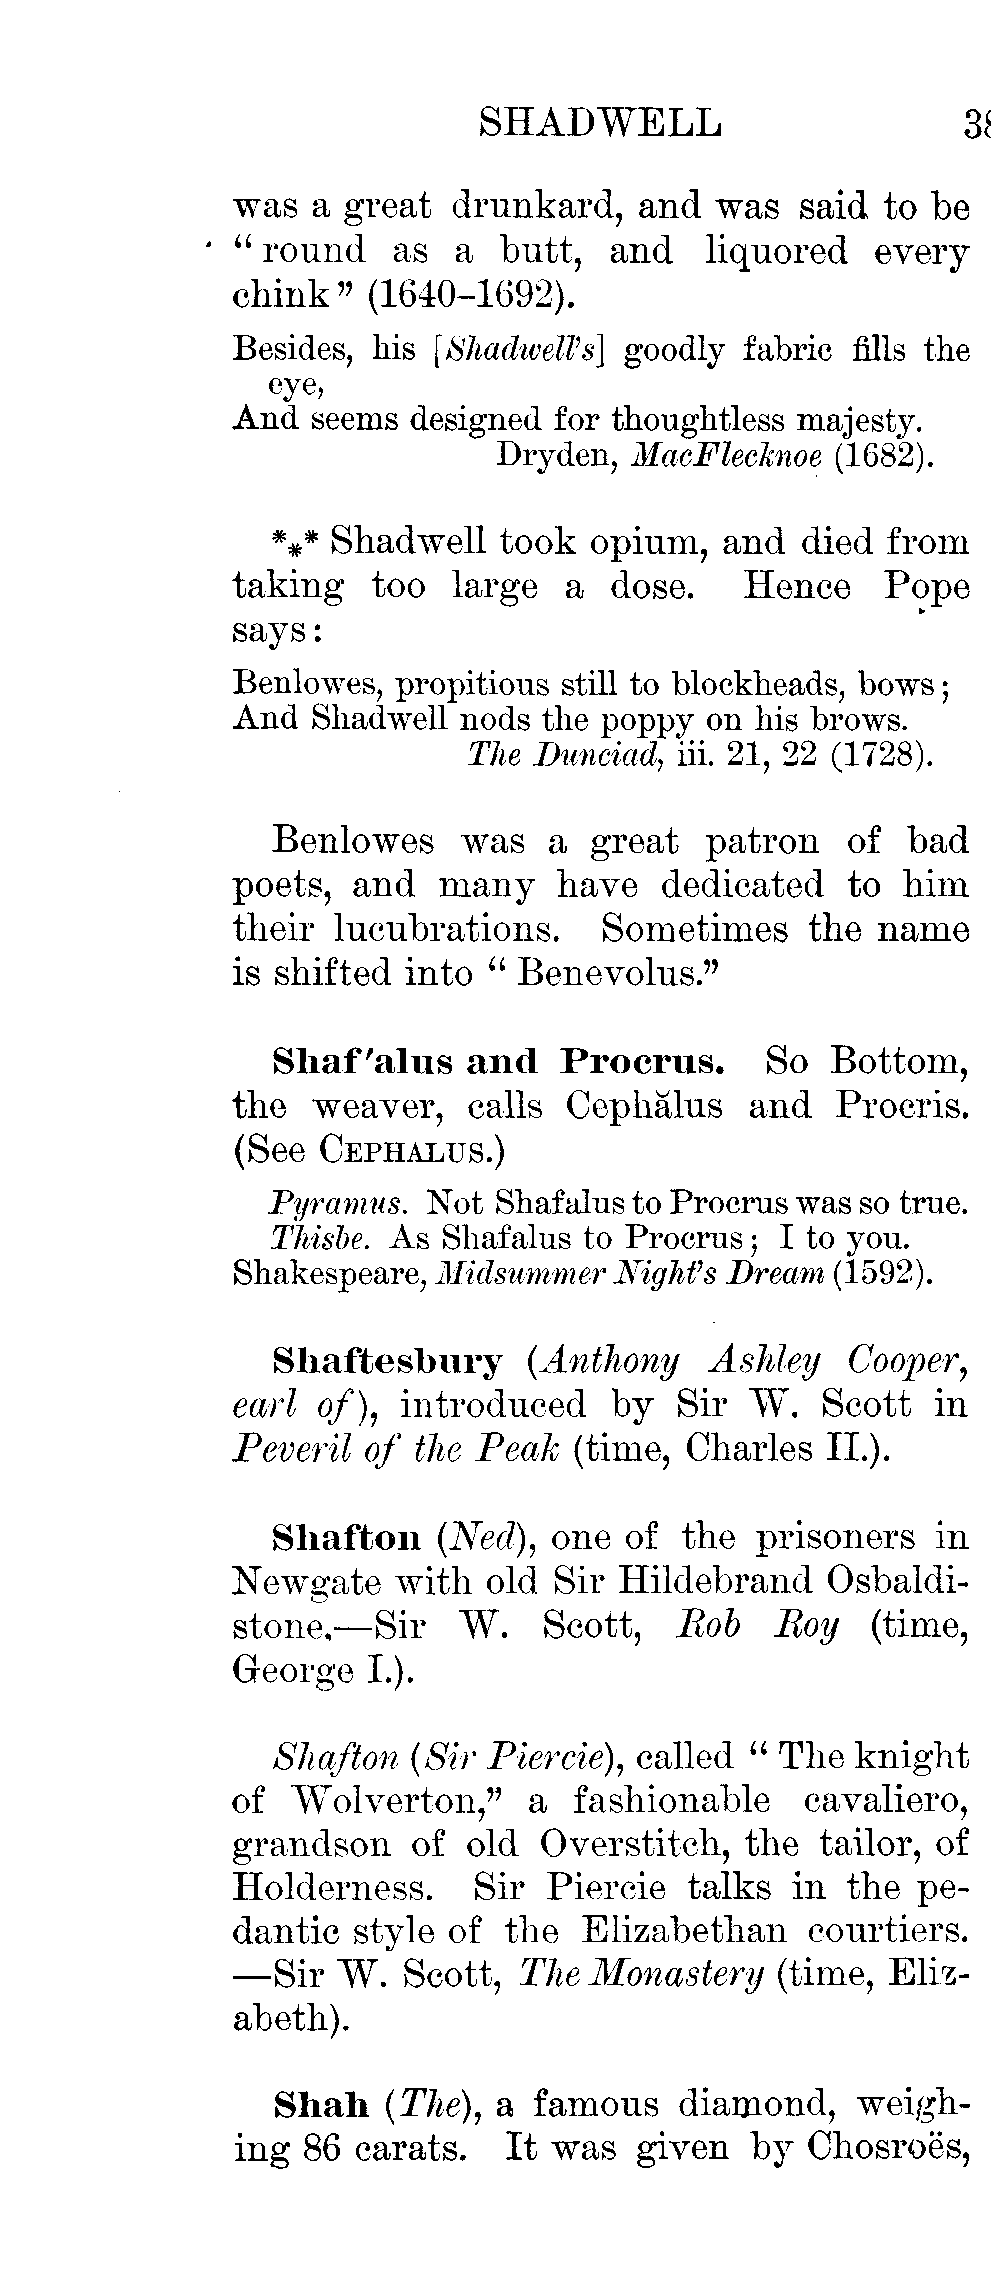 SHADWELL
was a great drunkard, and was said to be
“round as a butt, and liquored every
chink” (1640–1692).
Besides, his [Shadwell's] goodly fabric fills the
eye,
And seems designed for thoughtless majesty.
Dryden, MacFlecknoe (1682).
*⁎* Shadwell took opium, and died from
taking too large a dose. Hence Pope
says:
Benlowes, propitious still to blockheads, bows;
And Shadwell nods the poppy on his brows.
The Dunciad, iii. 21, 22 (1728).
Benlowes was a great patron of bad
poets, and many have dedicated to him
their lucubrations. Sometimes the name
is shifted into “Benevolus.”
Shaf'alus and Procrus. So Bottom,
the weaver, calls Cephălus and Procris.
(See CEPHALUS.)
Pyramus. Not Shafalus to Procrus was so true.
Thisbe. As Shafalus to Procrus; I to you.
Shakespeare, Midsummer Night's Dream (1592).
Shaftesbury (Anthony Ashley Cooper,
earl of), introduced by Sir W. Scott in
Peveril of the Peak (time, Charles II.).
Shafton (Ned), one of the prisoners in
Newgate with old Sir Hildebrand Osbaldi-
stone.—Sir W. Scott, Rob Roy (time,
George I.).
Shafton (Sir Piercie), called “The knight
of Wolverton,” a fashionable cavaliero,
grandson of old Overstitch, the tailor, of
Holderness. Sir Piercie talks in the pe-
dantic style of the Elizabethan courtiers.
—Sir W. Scott, The Monastery (time, Eliz-
abeth).
Shah (The), a famous diamond, weigh-
ing 86 carats. It was given by Chosroës,